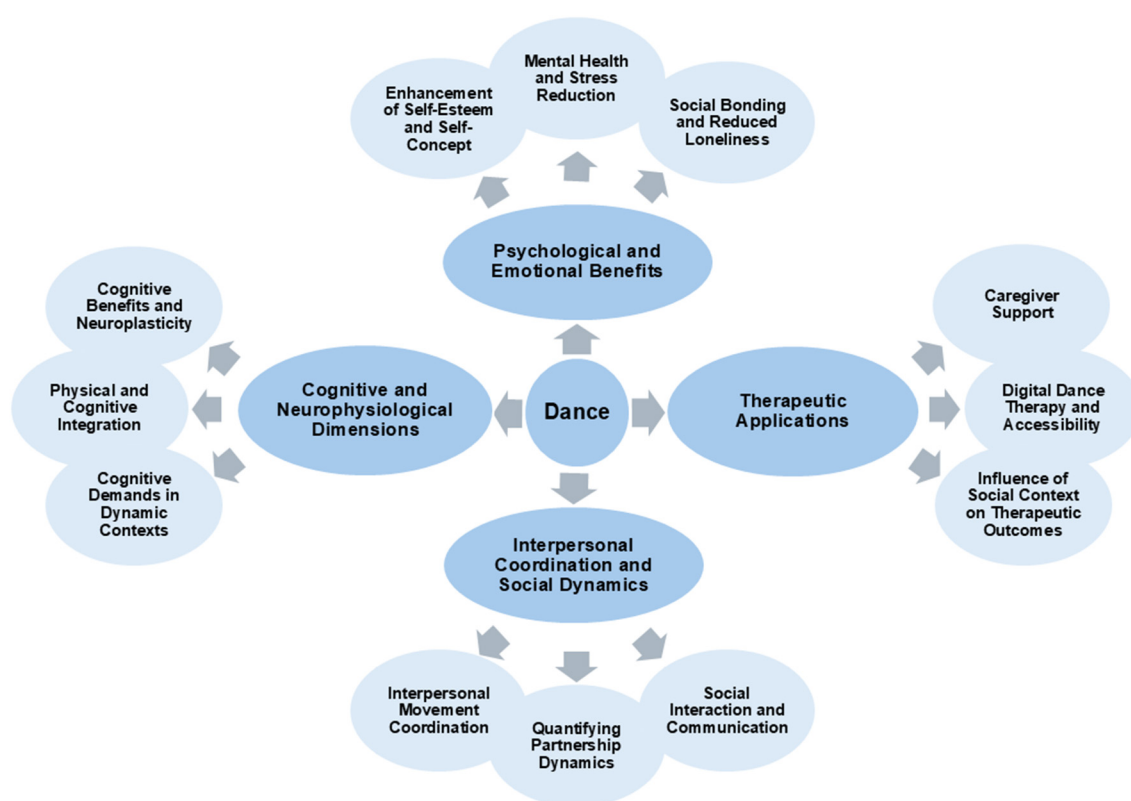 Mental Health
and Stress
Reduction
Enhancement
of Self-Esteem
and Self-
Concept
Social Bonding
and Reduced
Loneliness
Psychological and
Emotional Benefits
Cognitive
Benefits and
Neuroplasticity
Physical and
Cognitive
Integration
Cognitive
Demands in
Dynamic
Contexts
Cognitive and
Neurophysiological
Dimensions
Dance
Therapeutic
Applications
Caregiver
Support
Digital Dance
Therapy and
Accessibility
Influence of
Social Context
on Therapeutic
Outcomes
Interpersonal
Coordination and
Social Dynamics
Interpersonal
Movement
Coordination
Quantifying
Partnership
Dynamics
Social
Interaction and
Communication